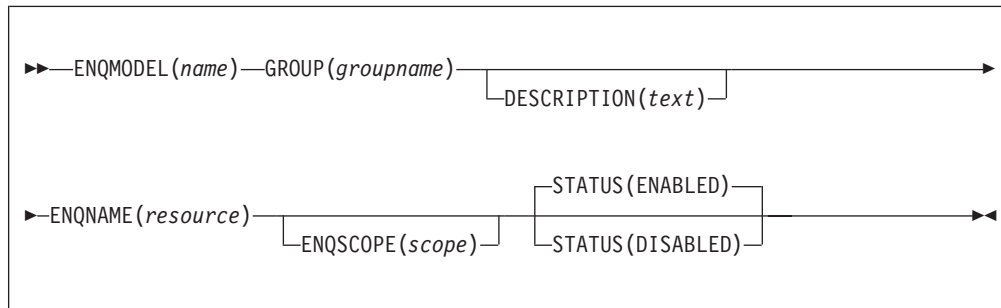 ENQMODEL(name) GROUP(groupname)
DESCRIPTION(text)
STATUS(ENABLED)
ENQNAME(resource)
ENQSCOPE(scope) STATUS(DISABLED)